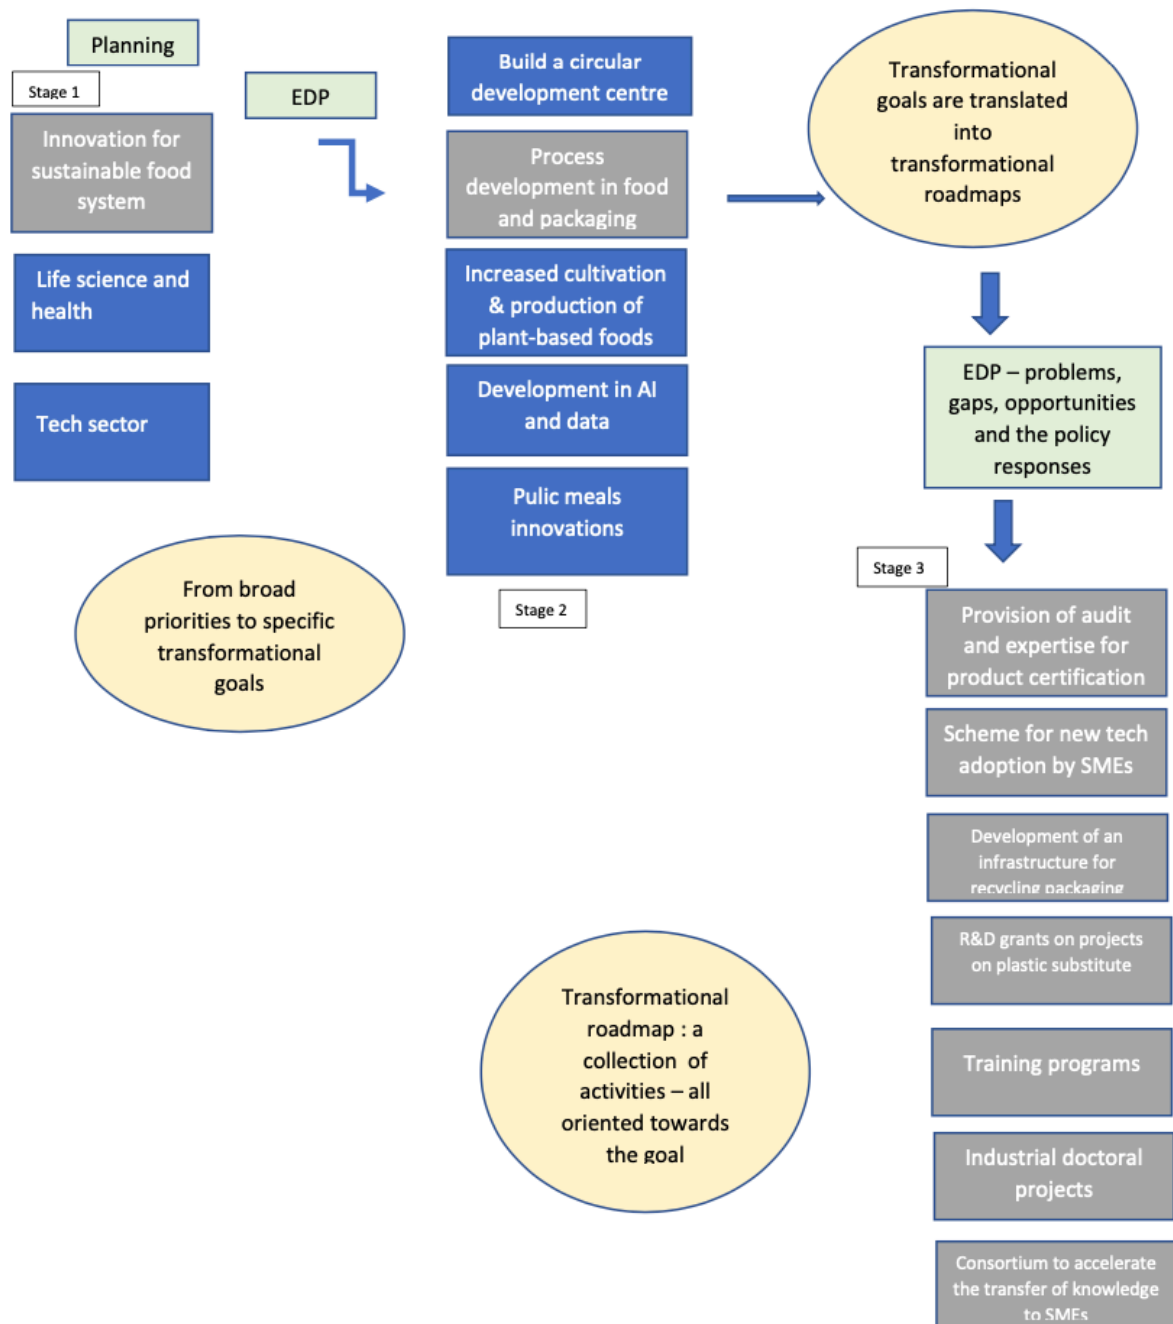 Planning
Stage 1
Innovation for
sustainable food
system
Life science and
health
Tech sector
EDP
From broad
priorities to specific
transformational
goals
Build a circular
development centre
Process
development in food
and packaging
Increased cultivation
& production of
plant-based foods
Development in AI
and data
Pulic meals
innovations
Stage 2
Transformational
goals are translated
into
transformational
roadmaps
EDP – problems,
gaps, opportunities
and the policy
responses
Stage 3
Provision of audit
and expertise for
product certification
Scheme for new tech
adoption by SMEs
Development of an
infrastructure for
recycling packaging
R&D grants on projects
on plastic substitute
Training programs
Industrial doctoral
projects
Consortium to accelerate
the transfer of knowledge
to SMEs
Transformational
roadmap : a
collection of
activities – all
oriented towards
the goal